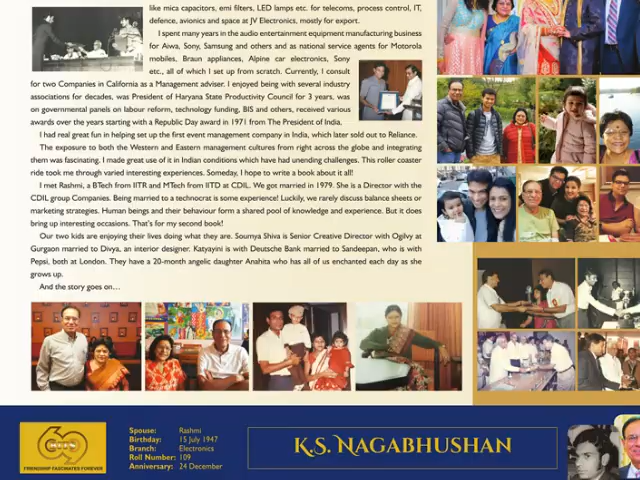 like mica capacitors, emi filters, LED lamps etc. for telecoms, process control, IT,
defence, avionics and space at JV Electronics, mostly for export.
I spent many years in the audio entertainment equipment manufacturing business
for Aiwa, Sony, Samsung and others and as national service agents for Motorola
mobiles, Braun appliances, Alpine car electronics, Sony
etc., all of which I set up from scratch. Currently, I consult
for two Companies in California as a Management adviser. I enjoyed being with several industry
associations for decades, was President of Haryana State Productivity Council for 3 years, was
on governmental panels on labour reform, technology funding, BIS and others, received various
awards over the years starting with a Republic Day award in 1971 from The President of India.
I had real great fun in helping set up the first event management company in India, which later sold out to Reliance.
The exposure to both the Western and Eastern management cultures from right across the globe and integrating
them was fascinating. I made great use of it in Indian conditions which have had unending challenges. This roller coaster
ride took me through varied interesting experiences. Someday, I hope to write a book about it all!
I met Rashmi, a BTech from IITR and MTech from IITD at CDIL. We got married in 1979. She is a Director with the
CDIL group Companies. Being married to a technocrat is some experience! Luckily, we rarely discuss balance sheets or
marketing strategies. Human beings and their behaviour form a shared pool of knowledge and experience. But it does
bring up interesting occasions. That's for my second book!
Our two kids are enjoying their lives doing what they are. Soumya Shiva is Senior Creative Director with Ogilvy at
Gurgaon married to Divya, an interior designer. Katyayini is with Deutsche Bank married to Sandeepan, who is with
Pepsi, both at London. They have a 20-month angelic daughter Anahita who has all of us enchanted each day as she
grows up.
And the story goes on...
FRIENDSHIP FASCINATES FOREVER
Spouse: Rashmi
Birthday: 15 July 1947
Branch: Electronics
Roll Number: 109
Anniversary: 24 December
K.S. NAGABHUSHAN